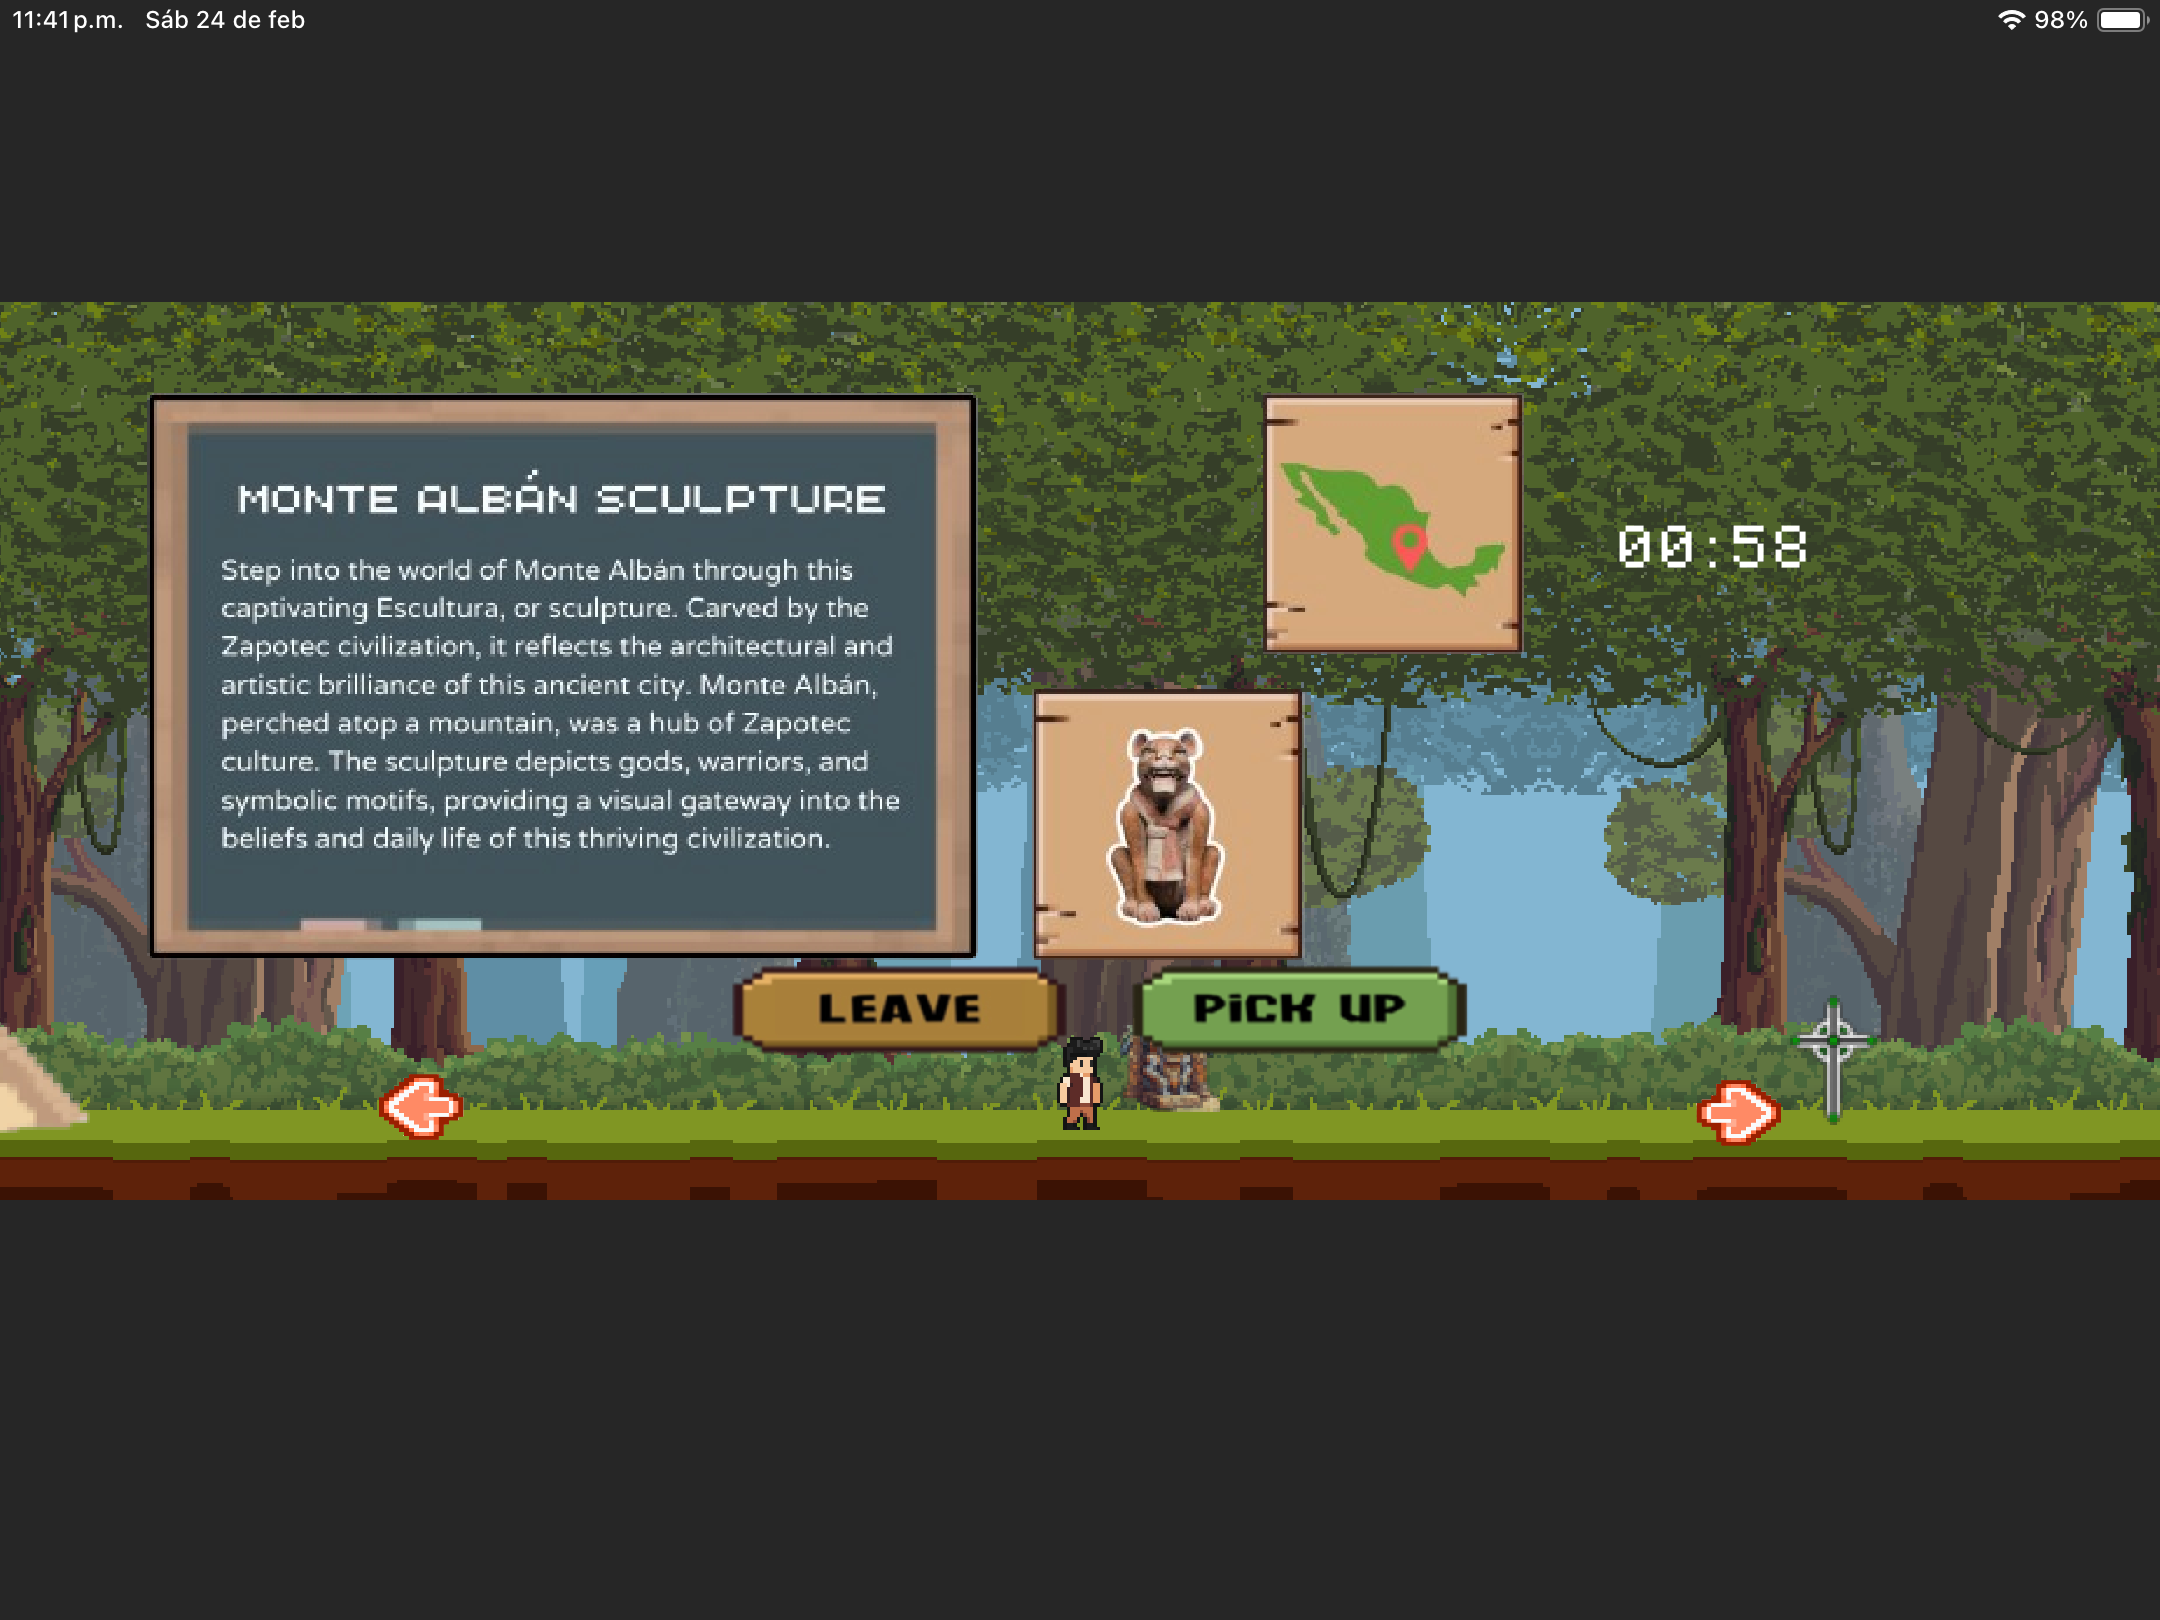 11:41 p.m. Sáb 24 de feb
98%
MONTE ALBÁN SCULPTURE
Step into the world of Monte Albán through this
captivating Escultura, or sculpture. Carved by the
Zapotec civilization, it reflects the architectural and
artistic brilliance of this ancient city. Monte Albán,
perched atop a mountain, was a hub of Zapotec
culture. The sculpture depicts gods, warriors, and
symbolic motifs, providing a visual gateway into the
beliefs and daily life of this thriving civilization.
00:58
LEAVE
PiCK UP